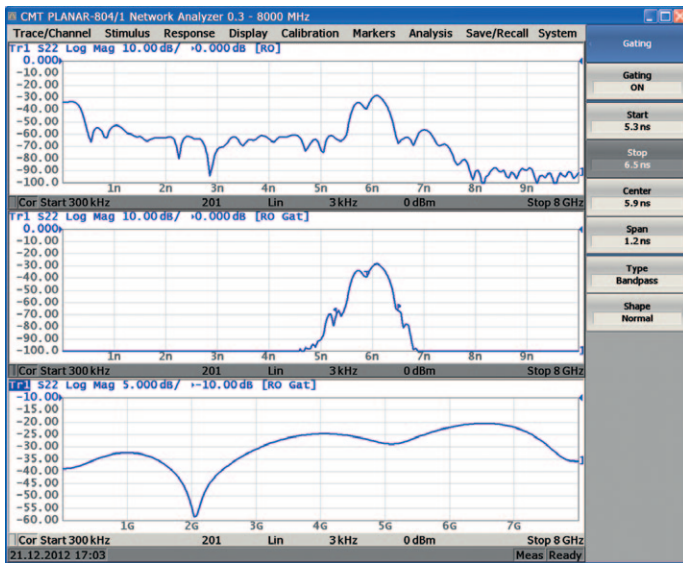 CMT PLANAR-804/1 Network Analyzer 0.3 - 8000 MHz
Trace/Channel Stimulus Response Display Calibration Markers Analysis Save/Recall System
Tr1 S22 Log Mag 10.00dB/ 0.000dB [RO]
0.000
-10.00
-20.00
-30.00
-40.00
-50.00
-60.00
-70.00
-80.00
-90.00
-100.0
1n 2n 3n 4n 5n 6n 7n 8n 9n
Cor Start 300 kHz 201 Lin 3 kHz 0 dBm Stop 8 GHz
Tr1 S22 Log Mag 10.00dB/ 0.000dB [RO Gat]
0.000
-10.00
-20.00
-30.00
-40.00
-50.00
-60.00
-70.00
-80.00
-90.00
-100.0
1n 2n 3n 4n 5n 6n 7n 8n 9n
Cor Start 300 kHz 201 Lin 3 kHz 0 dBm Stop 8 GHz
Tr1 S22 Log Mag 5.000dB/ -10.00dB [RO Gat]
-10.00
-15.00
-20.00
-25.00
-30.00
-35.00
-40.00
-45.00
-50.00
-55.00
-60.00
1G 2G 3G 4G 5G 6G 7G
Cor Start 300 kHz 201 Lin 3 kHz 0 dBm Stop 8 GHz
21.12.2012 17:03 Meas Ready
Gating
Gating
ON
Start
5.3 ns
Stop
6.5 ns
Center
5.9 ns
Span
1.2 ns
Type
Bandpass
Shape
Normal